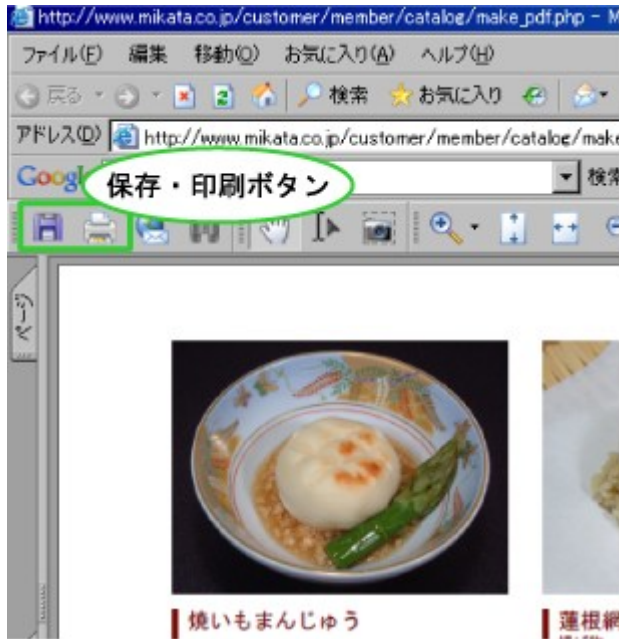 http://www.mikata.co.jp/customer/member/catalog/make_pdf.php - M
ファイル(F) 編集 移動(O) お気に入り(A) ヘルプ(H)
戻る 検索 お気に入り
アドレス(D) http://www.mikata.co.jp/customer/member/catalog/make
Googl
保存・印刷ボタン
ページ
焼いもまんじゅう
蓮根網